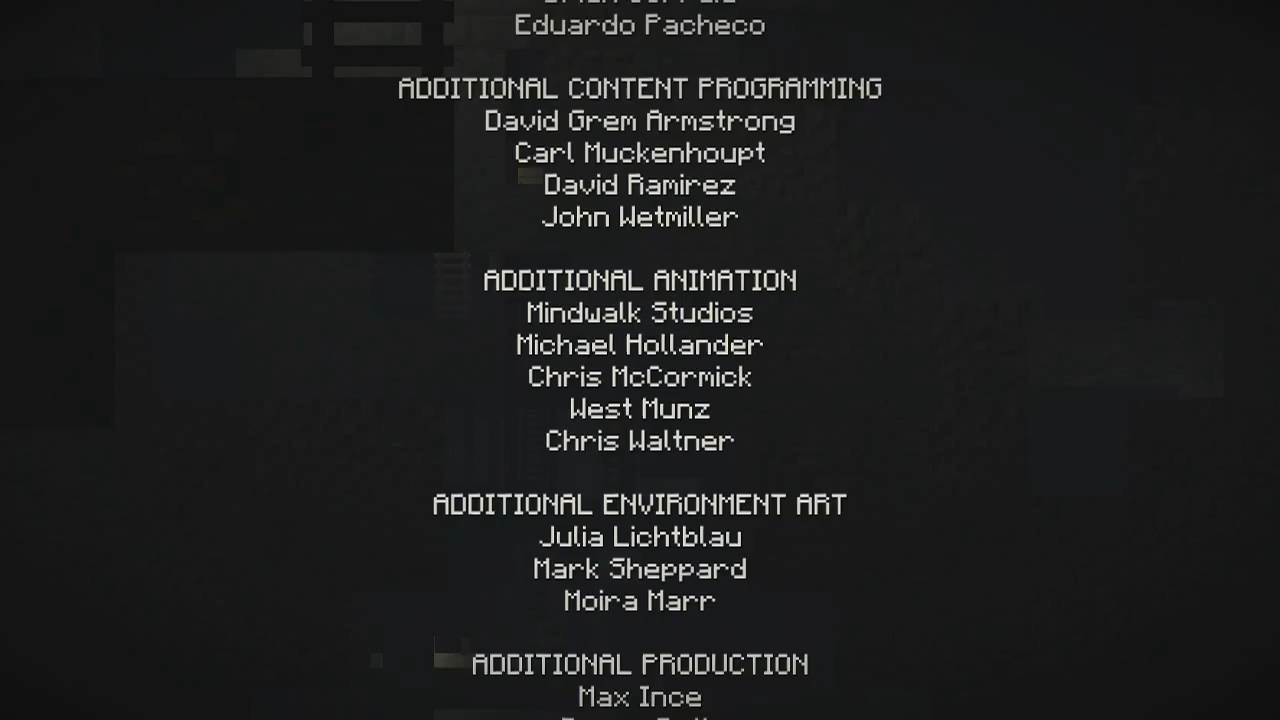 Eduardo Pacheco
ADDITIONAL CONTENT PROGRAMMING
David Grem Armstrong
Carl Muckenhoupt
David Ramirez
John Wetmiller
ADDITIONAL ANIMATION
Mindwalk Studios
Michael Hollander
Chris McCormick
West Munz
Chris Waltner
ADDITIONAL ENVIRONMENT ART
Julia Lichtblau
Mark Sheppard
Moira Marr
ADDITIONAL PRODUCTION
Max Ince